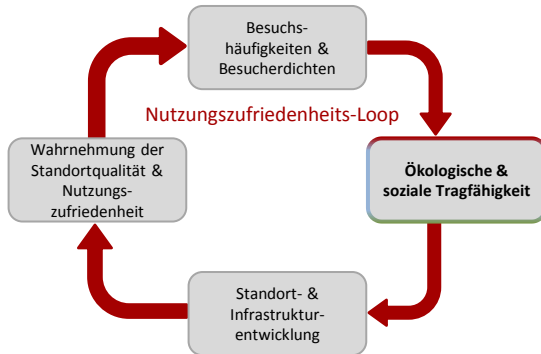 Besuchs-
häufigkeiten &
Besucherdichten
Nutzungszufriedenheits-Loop
Wahrnehmung der
Standortqualität &
Nutzungs-
zufriedenheit
Ökologische &
soziale Tragfähigkeit
Standort- &
Infrastruktur-
entwicklung